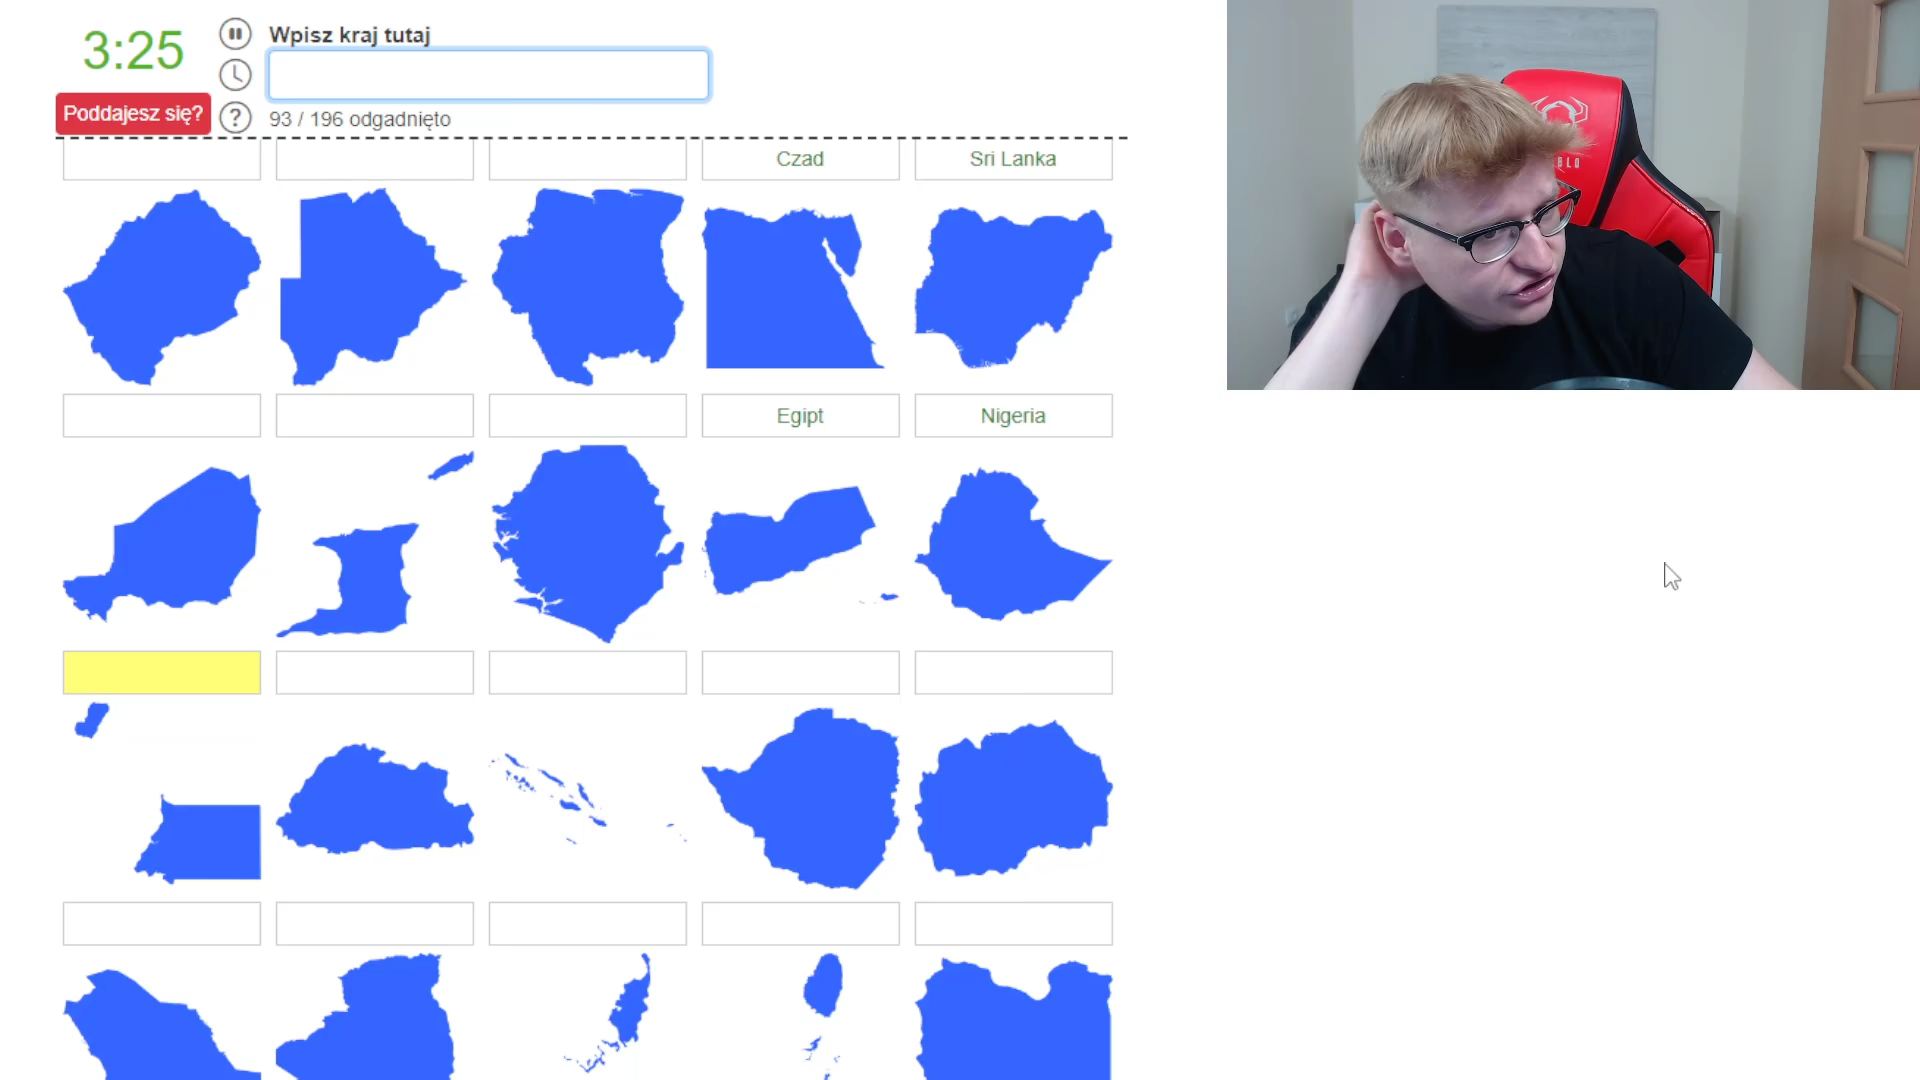 3:25
Wpisz kraj tutaj
Poddajesz się?
?
93 / 196 odgadnięto
Czad
Sri Lanka
Egipt
Nigeria